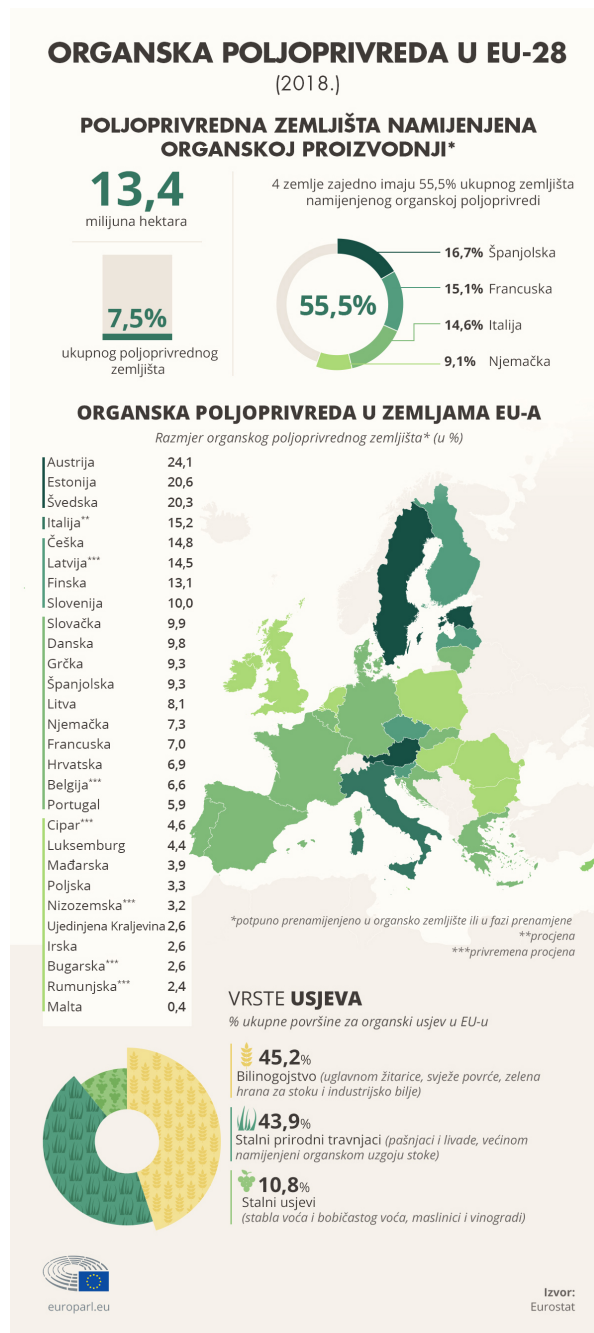 ORGANSKA POLJOPRIVREDA U EU-28
(2018.)
POLJOPRIVREDNA ZEMLJIŠTA NAMIJENJENA
ORGANSKOJ PROIZVODNJI*
13,4
milijuna hektara
7,5%
ukupnog poljoprivrednog
zemljišta
4 zemlje zajedno imaju 55,5% ukupnog zemljišta
namijenjenog organskoj poljoprivredi
55,5%
16,7% Španjolska
15,1% Francuska
14,6% Italija
9,1% Njemačka
ORGANSKA POLJOPRIVREDA U ZEMLJAMA EU-A
Razmjer organskog poljoprivrednog zemljišta* (u %)
Austrija 24,1
Estonija 20,6
Švedska 20,3
Italija** 15,2
Češka 14,8
Latvija*** 14,5
Finska 13,1
Slovenija 10,0
Slovačka 9,9
Danska 9,8
Grčka 9,3
Španjolska 9,3
Litva 8,1
Njemačka 7,3
Francuska 7,0
Hrvatska 6,9
Belgija*** 6,6
Portugal 5,9
Cipar*** 4,6
Luksemburg 4,4
Mađarska 3,9
Poljska 3,3
Nizozemska*** 3,2
Ujedinjena Kraljevina 2,6
Irska 2,6
Bugarska*** 2,6
Rumunjska*** 2,4
Malta 0,4
*potpuno prenamijenjeno u organsko zemljište ili u fazi prenamjene
**procjena
***privremena procjena
VRSTE USJEVA
% ukupne površine za organski usjev u EU-u
45,2%
Bilinogojstvo (uglavnom žitarice, svježe povrće, zelena
hrana za stoku i industrijsko bilje)
43,9%
Stalni prirodni travnjaci (pašnjaci i livade, većinom
namijenjeni organskom uzgoju stoke)
10,8%
Stalni usjevi
(stabla voća i bobičastog voća, maslinici i vinogradi)
europarl.eu
Izvor:
Eurostat